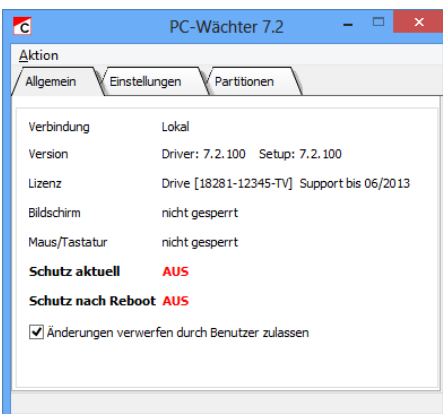 C PC-Wächter 7.2
Aktion
Allgemein Einstellungen Partitionen
Verbindung Lokal
Version Driver: 7.2.100 Setup: 7.2.100
Lizenz Drive [18281-12345-TV] Support bis 06/2013
Bildschirm nicht gesperrt
Maus/Tastatur nicht gesperrt
Schutz aktuell AUS
Schutz nach Reboot AUS
Änderungen verwerfen durch Benutzer zulassen